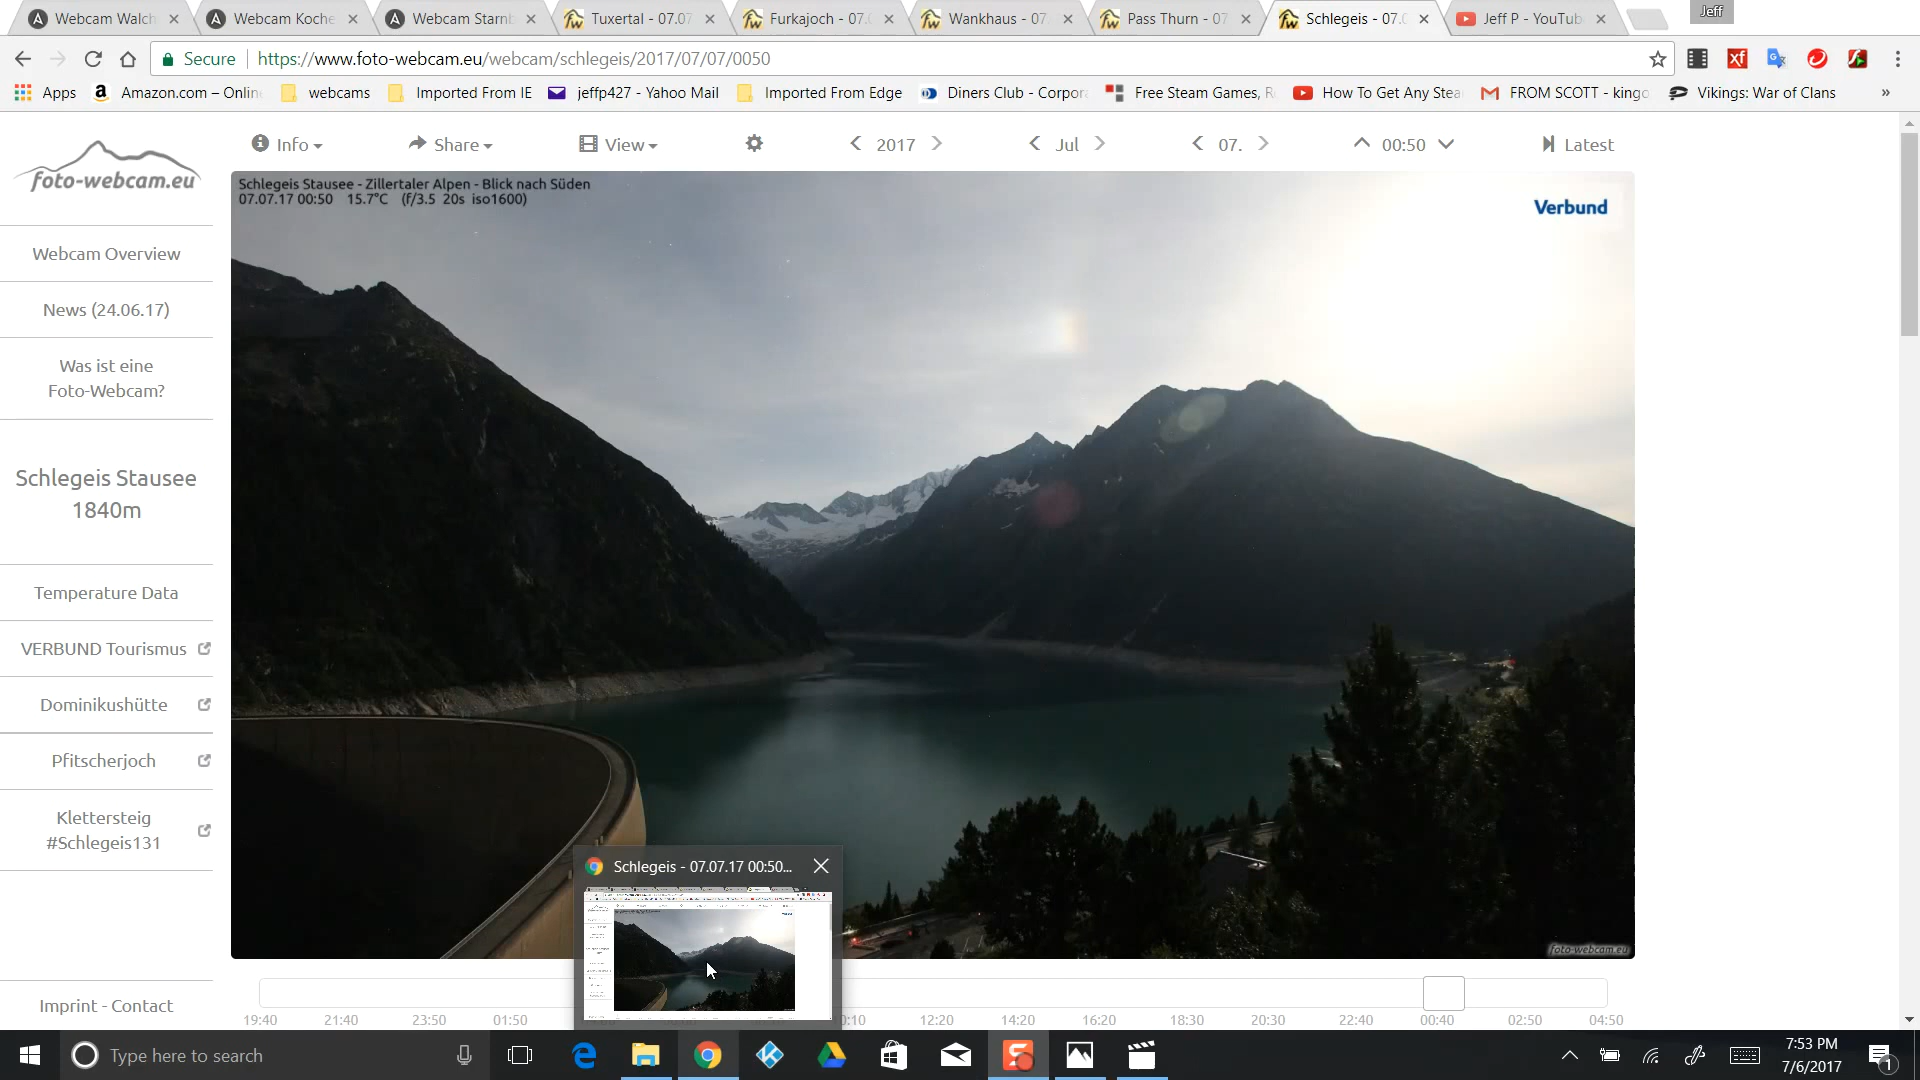 Webcam Walch
Webcam Koche
Webcam Starnb
Tuxertal - 07.07
Furkajoch - 07.0
Wankhaus - 07.
Pass Thurn - 07
Schlegeis - 07.0
Jeff P - YouTub
Jeff
Secure
https://www.foto-webcam.eu/webcam/schlegeis/2017/07/07/0050
Apps
Amazon.com – Onlin
webcams
Imported From IE
jeffp427 - Yahoo Mail
Imported From Edge
Diners Club - Corpora
Free Steam Games, R
How To Get Any Stea
FROM SCOTT - kingo
Vikings: War of Clans
foto-webcam.eu
Info
Share
View
2017
Jul
07.
00:50
Latest
Schlegeis Stausee - Zillertaler Alpen - Blick nach Süden
07.07.17 00:50 15.7°C (f/3.5 20s iso1600)
Verbund
Webcam Overview
News (24.06.17)
Was ist eine
Foto-Webcam?
Schlegeis Stausee
1840m
Temperature Data
VERBUND Tourismus
Dominikushütte
Pfitscherjoch
Klettersteig
#Schlegeis131
Imprint - Contact
foto-webcam.eu
Schlegeis - 07.07.17 00:50...
19:40 21:40 23:50 01:50 0:10 12:20 14:20 16:20 18:30 20:30 22:40 00:40 02:50 04:50
Type here to search
7:53 PM
7/6/2017
1